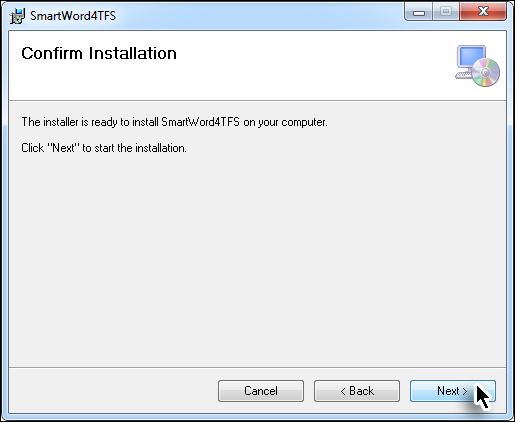 SmartWord4TFS
Confirm Installation
The installer is ready to install SmartWord4TFS on your computer.
Click "Next" to start the installation.
Cancel
< Back
Next >